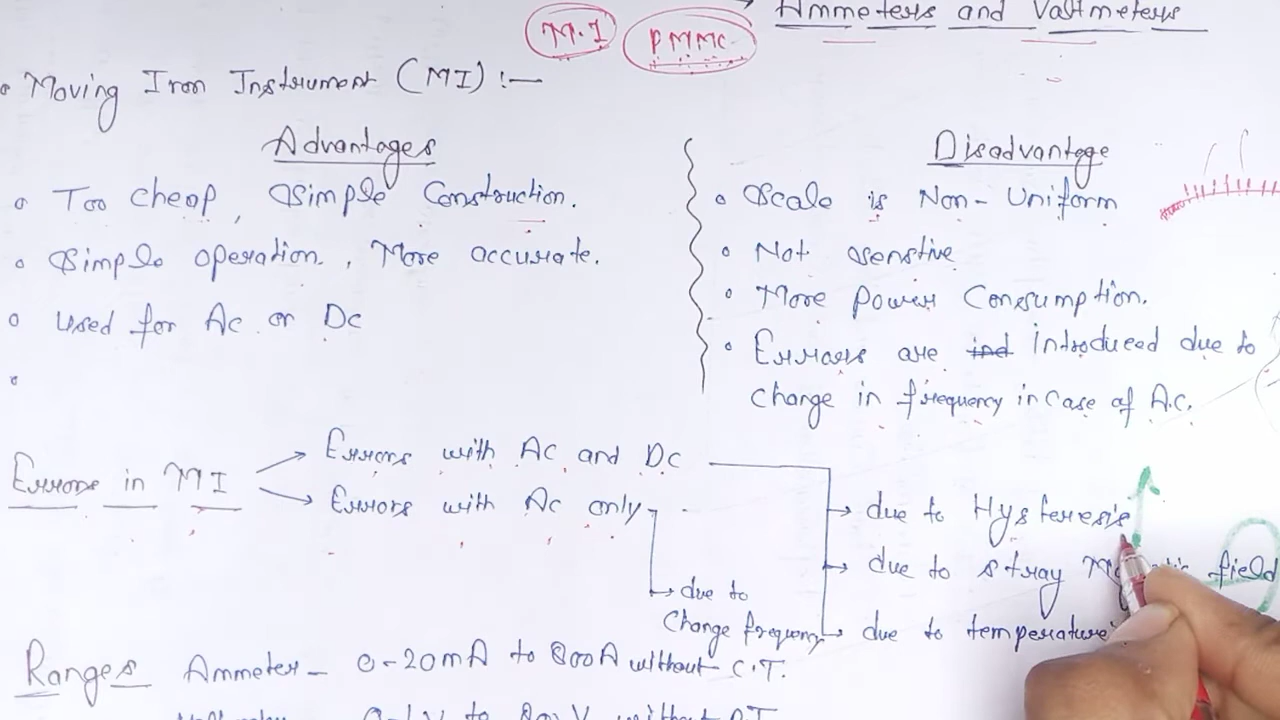 Ammeters and Voltmeters
M.I PMMC
• Moving Iron Instrument (MI) :—
Advantages
• Too cheap, Simple Construction.
• Simple operation., More accurate.
• Used for Ac or Dc
•
Disadvantage
• Scale is Non-Uniform
• Not senstive
• More power Consumption.
• Errors are ind introduced due to
change in frequency in case of A.C.
Errors in MI
Errors with Ac and Dc
Errors with Ac only
due to Hysteresis
due to stray field
due to temperature
due to
Change frequency
Ranges Ammeter - 0-20mA to 800A without C.T.